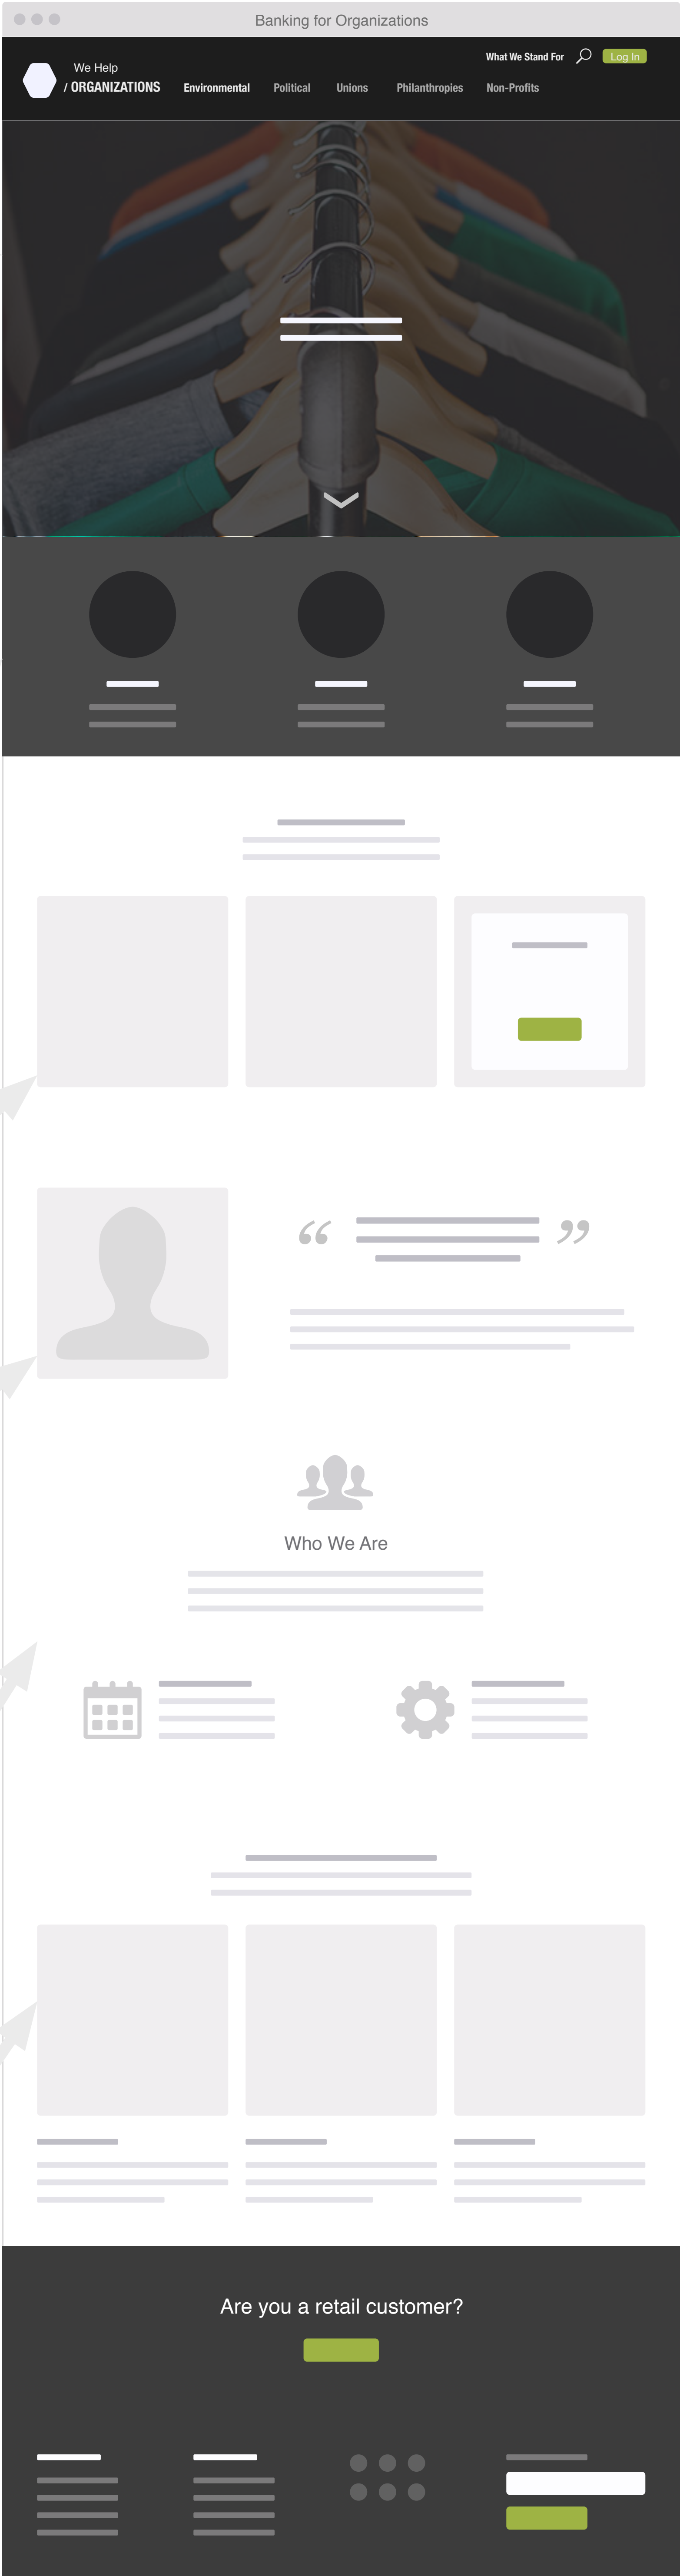 Banking for Organizations
What We Stand For
Log In
We Help
/ ORGANIZATIONS
Environmental Political Unions Philanthropies Non-Profits
“ ”
Who We Are
Are you a retail customer?